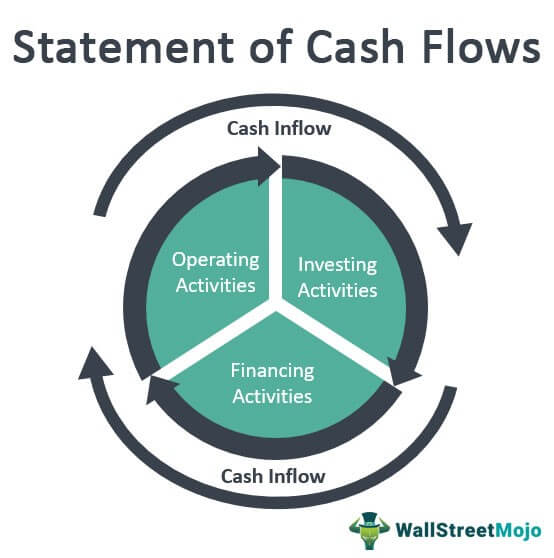 Statement of Cash Flows
Cash Inflow
Operating
Activities
Investing
Activities
Financing
Activities
Cash Inflow
WallStreetMojo